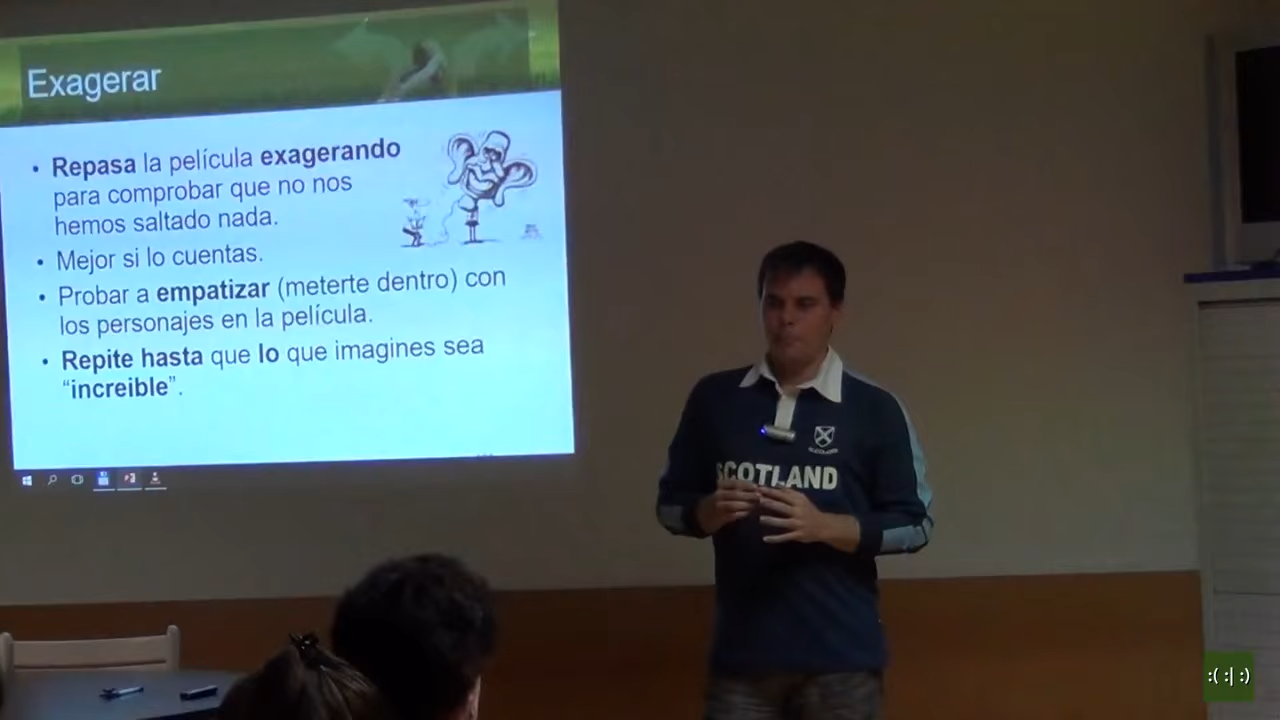 Exagerar
• Repasa la película exagerando
para comprobar que no nos
hemos saltado nada.
• Mejor si lo cuentas.
• Probar a empatizar (meterte dentro) con
los personajes en la película.
• Repite hasta que lo que imagines sea
“increible”.
SCOTLAND
:( :| :)